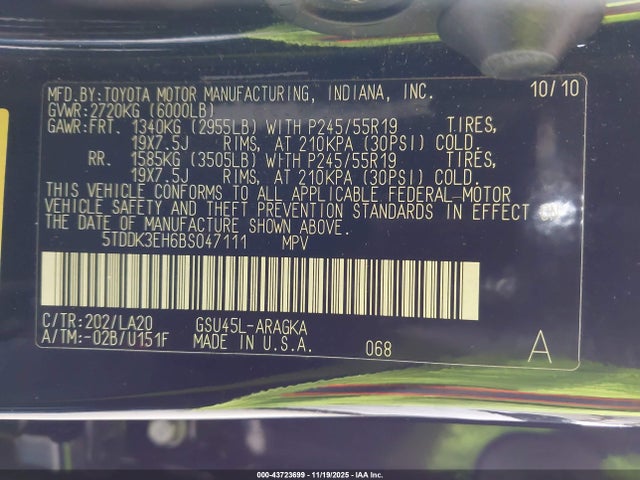 MFD.BY:TOYOTA MOTOR MANUFACTURING, INDIANA, INC. 10/10
GVWR:2720KG (6000LB)
GAWR:FRT. 1340KG (2955LB) WITH P245/55R19 TIRES,
19X7.5J RIMS, AT 210KPA (30PSI) COLD.
RR. 1585KG (3505LB) WITH P245/55R19 TIRES,
19X7.5J RIMS, AT 210KPA (30PSI) COLD.
THIS VEHICLE CONFORMS TO ALL APPLICABLE FEDERAL MOTOR
VEHICLE SAFETY AND THEFT PREVENTION STANDARDS IN EFFECT ON
THE DATE OF MANUFACTURE SHOWN ABOVE.
5TDDK3EH6BS047111 MPV
C/TR:202/LA20 GSU45L-ARAGKA
A/TM:-02B/U151F MADE IN U.S.A. 068 A
000-43723699 - 11/19/2025 - IAA Inc.